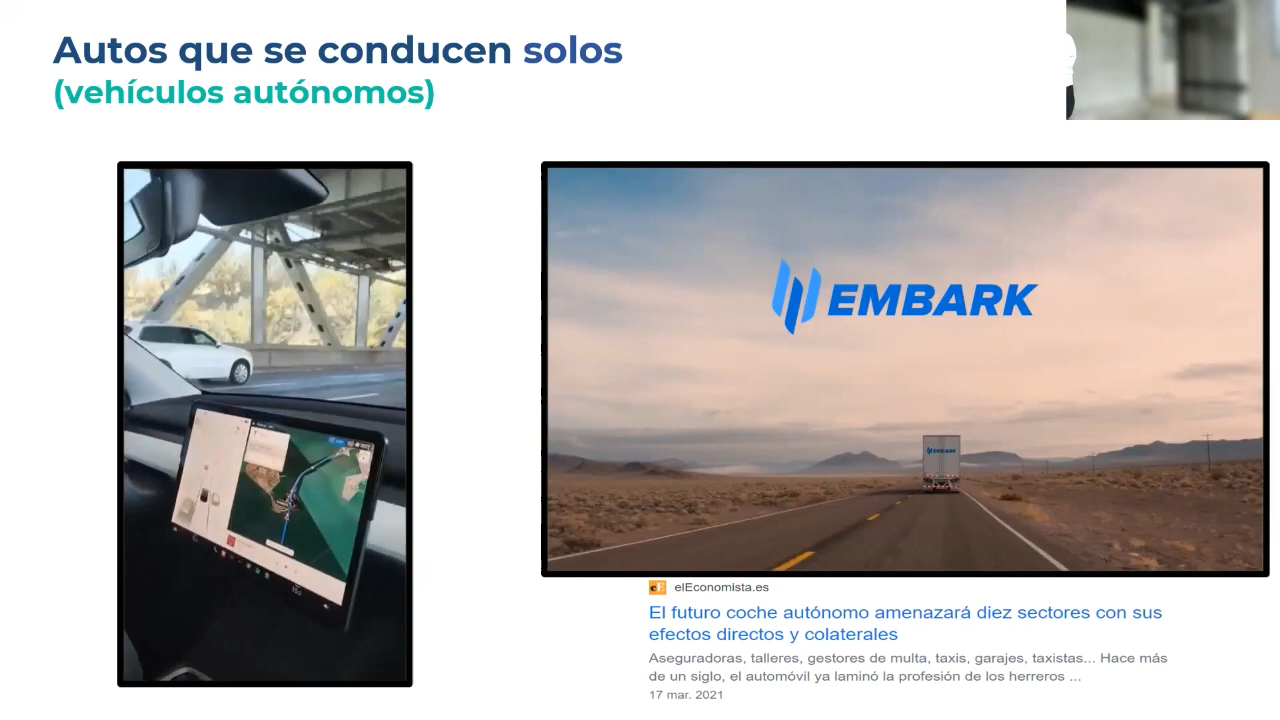 Autos que se conducen solos
(vehículos autónomos)
EMBARK
EMBARK
elEconomista.es
El futuro coche autónomo amenazará diez sectores con sus
efectos directos y colaterales
Aseguradoras, talleres, gestores de multa, taxis, garajes, taxistas... Hace más
de un siglo, el automóvil ya laminó la profesión de los herreros ...
17 mar. 2021